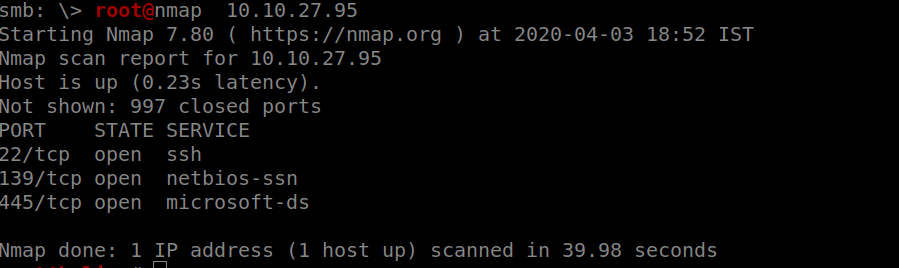 smb: \> root@nmap  10.10.27.95
Starting Nmap 7.80 ( https://nmap.org ) at 2020-04-03 18:52 IST
Nmap scan report for 10.10.27.95
Host is up (0.23s latency).
Not shown: 997 closed ports
PORT    STATE SERVICE
22/tcp  open  ssh
139/tcp open  netbios-ssn
445/tcp open  microsoft-ds
Nmap done: 1 IP address (1 host up) scanned in 39.98 seconds